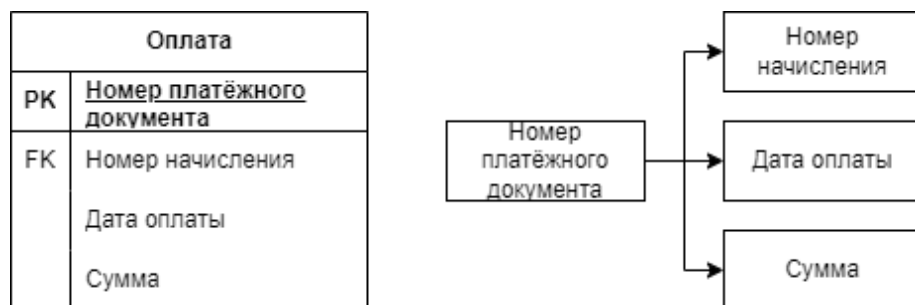 Оплата
PK Номер платёжного
документа
FK Номер начисления
Дата оплаты
Сумма
Номер
платёжного
документа
Номер
начисления
Дата оплаты
Сумма